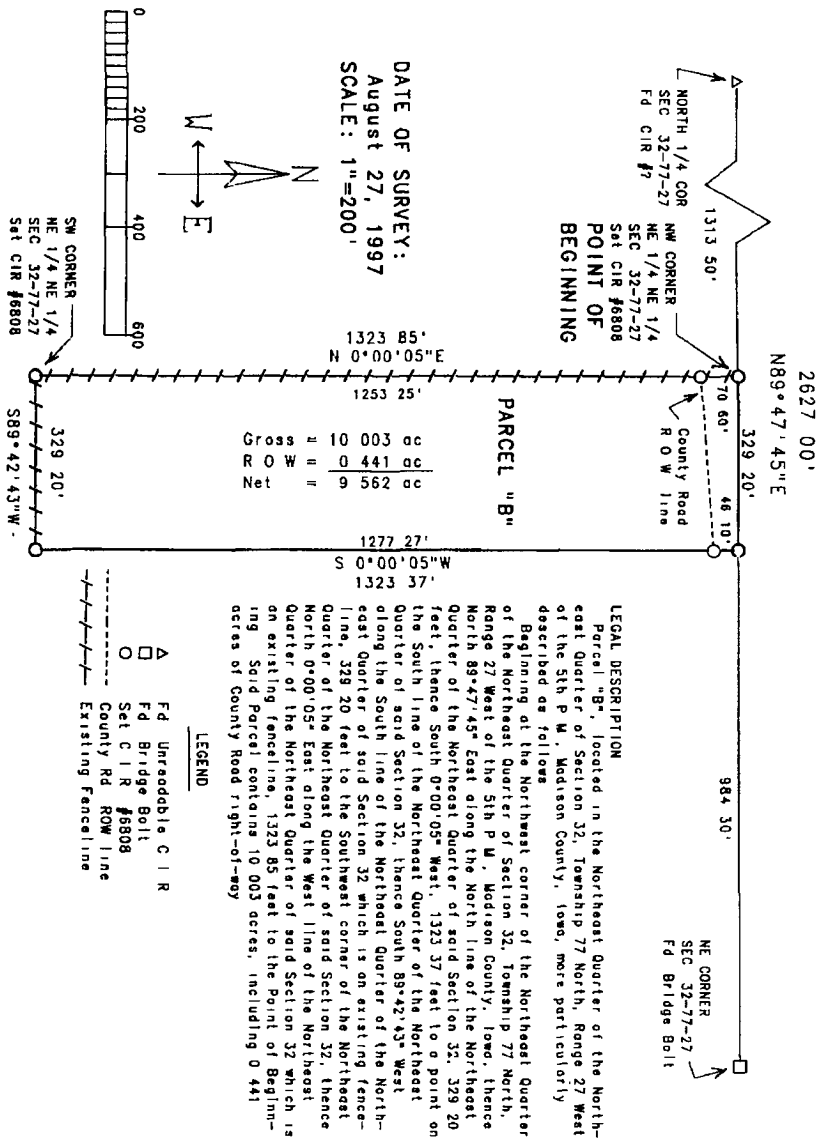 2627 00'
N89°47'45"E
1313 50'
329 20'
984 30'
NORTH 1/4 COR
SEC 32-77-27
Fd CIR #?
NW CORNER
NE 1/4 NE 1/4
SEC 32-77-27
Set CIR #6808
POINT OF
BEGINNING
NE CORNER
SEC 32-77-27
Fd Bridge Bolt
70 60'
46 10'
County Road
R O W line
DATE OF SURVEY:
August 27, 1997
SCALE: 1"=200'
N
W E
0 200 400 600
1323 85'
N 0°00'05"E
1253 25'
PARCEL "B"
Gross = 10 003 ac
R O W = 0 441 ac
Net = 9 562 ac
1277 27'
S 0°00'05"W
1323 37'
SW CORNER
NE 1/4 NE 1/4
SEC 32-77-27
Set CIR #6808
329 20'
S89°42'43"W -
LEGAL DESCRIPTION
Parcel "B", located in the Northeast Quarter of the North-
east Quarter of Section 32, Township 77 North, Range 27 West
of the 5th P M , Madison County, Iowa, more particularly
described as follows
Beginning at the Northwest corner of the Northeast Quarter
of the Northeast Quarter of Section 32, Township 77 North,
Range 27 West of the 5th P M , Madison County, Iowa, thence
North 89°47'45" East along the North line of the Northeast
Quarter of the Northeast Quarter of said Section 32, 329 20
feet, thence South 0°00'05" West, 1323 37 feet to a point on
the South line of the Northeast Quarter of the Northeast
Quarter of said Section 32, thence South 89°42'43" West
along the South line of the Northeast Quarter of the North-
east Quarter of said Section 32 which is an existing fence-
line, 329 20 feet to the Southwest corner of the Northeast
Quarter of the Northeast Quarter of said Section 32, thence
North 0°00'05" East along the West line of the Northeast
Quarter of the Northeast Quarter of said Section 32 which is
an existing fenceline, 1323 85 feet to the Point of Beginn-
ing Said Parcel contains 10 003 acres, including 0 441
acres of County Road right-of-way
LEGEND
Fd Unreadable C I R
Fd Bridge Bolt
Set C I R #6808
County Rd ROW line
Existing Fenceline